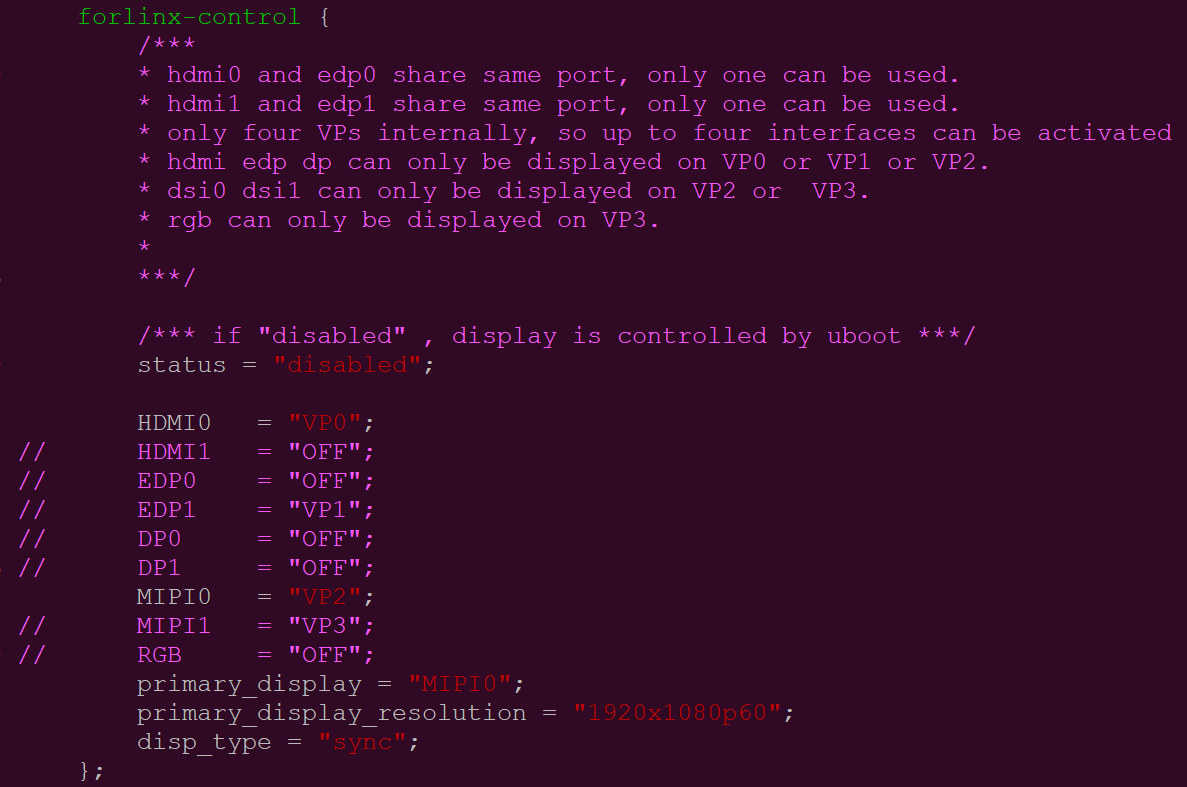 forlinx-control {
/***
* hdmi0 and edp0 share same port, only one can be used.
* hdmi1 and edp1 share same port, only one can be used.
* only four VPs internally, so up to four interfaces can be activated
* hdmi edp dp can only be displayed on VP0 or VP1 or VP2.
* dsi0 dsi1 can only be displayed on VP2 or  VP3.
* rgb can only be displayed on VP3.
*
***/
/*** if "disabled" , display is controlled by uboot ***/
status = "disabled";
HDMI0   = "VP0";
//      HDMI1   = "OFF";
//      EDP0    = "OFF";
//      EDP1    = "VP1";
//      DP0     = "OFF";
//      DP1     = "OFF";
MIPI0   = "VP2";
//      MIPI1   = "VP3";
//      RGB     = "OFF";
primary_display = "MIPI0";
primary_display_resolution = "1920x1080p60";
disp_type = "sync";
};